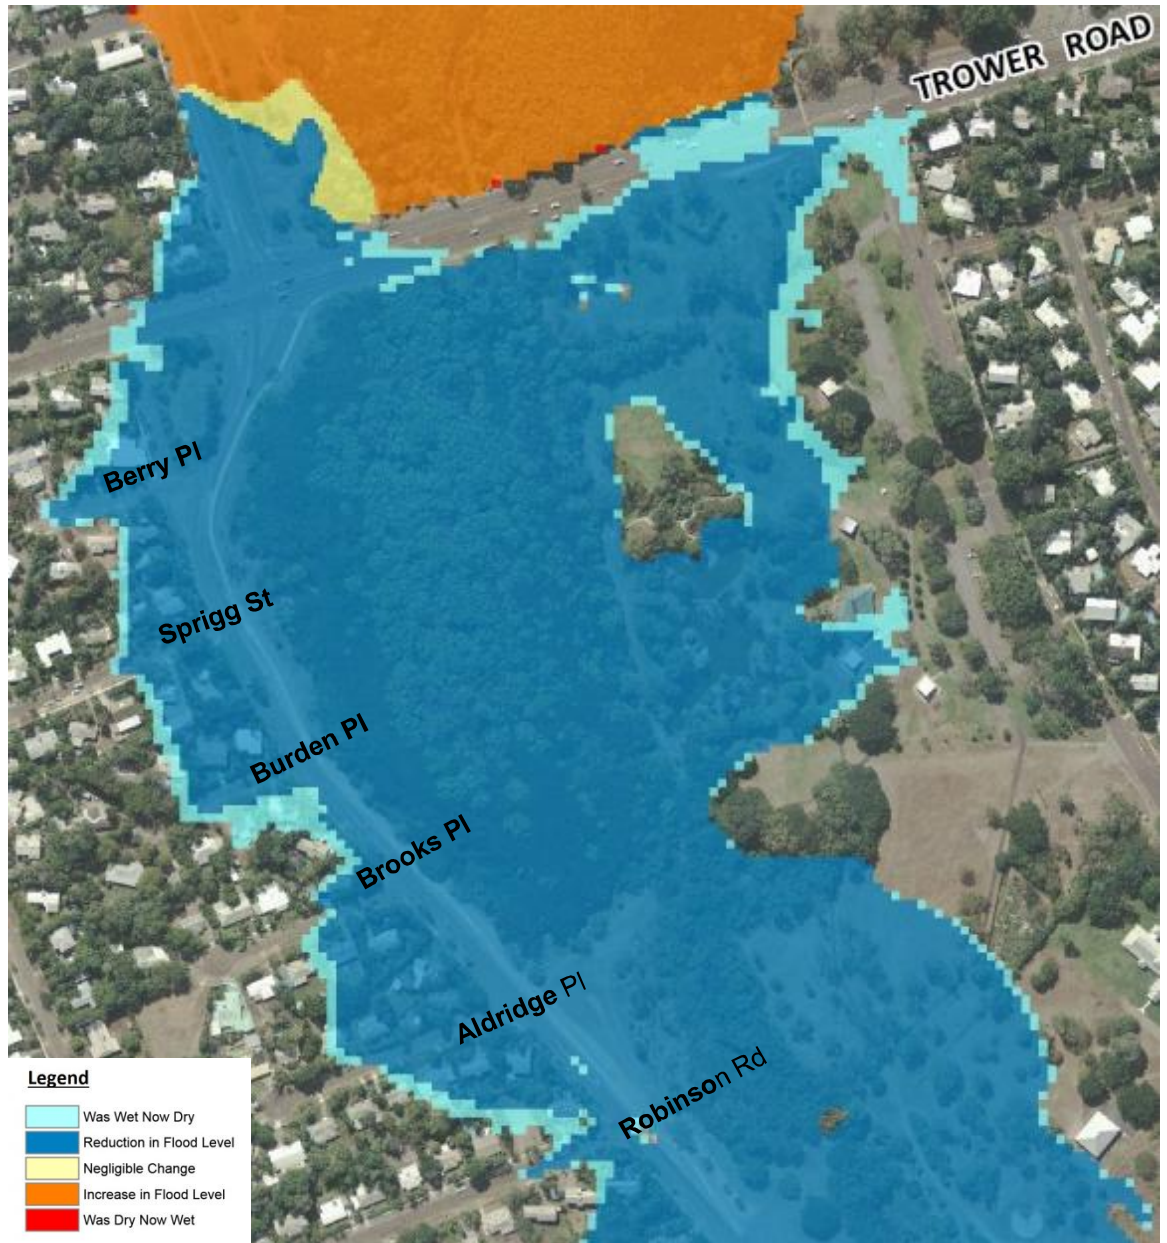 TROWER ROAD
Berry Pl
Sprigg St
Burden Pl
Brooks Pl
Aldridge Pl
Robinson Rd
Legend
Was Wet Now Dry
Reduction in Flood Level
Negligible Change
Increase in Flood Level
Was Dry Now Wet